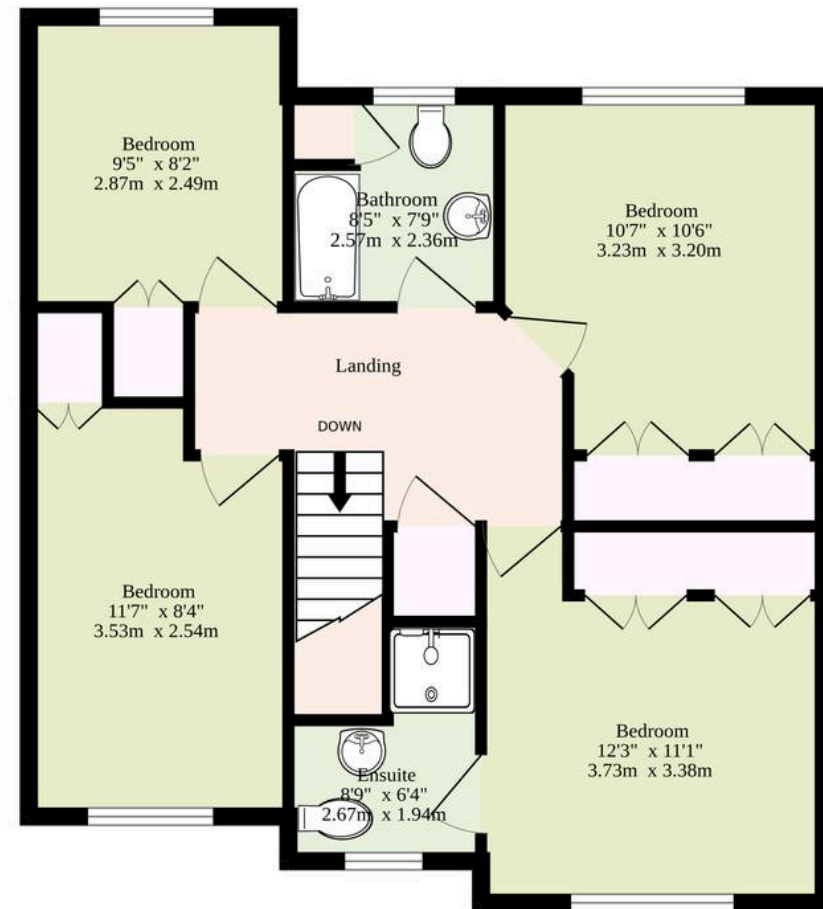 Bedroom
9'5" x 8'2"
2.87m x 2.49m
Bathroom
8'5" x 7'9"
2.57m x 2.36m
Bedroom
10'7" x 10'6"
3.23m x 3.20m
Landing
DOWN
Bedroom
11'7" x 8'4"
3.53m x 2.54m
Ensuite
8'9" x 6'4"
2.67m x 1.94m
Bedroom
12'3" x 11'1"
3.73m x 3.38m